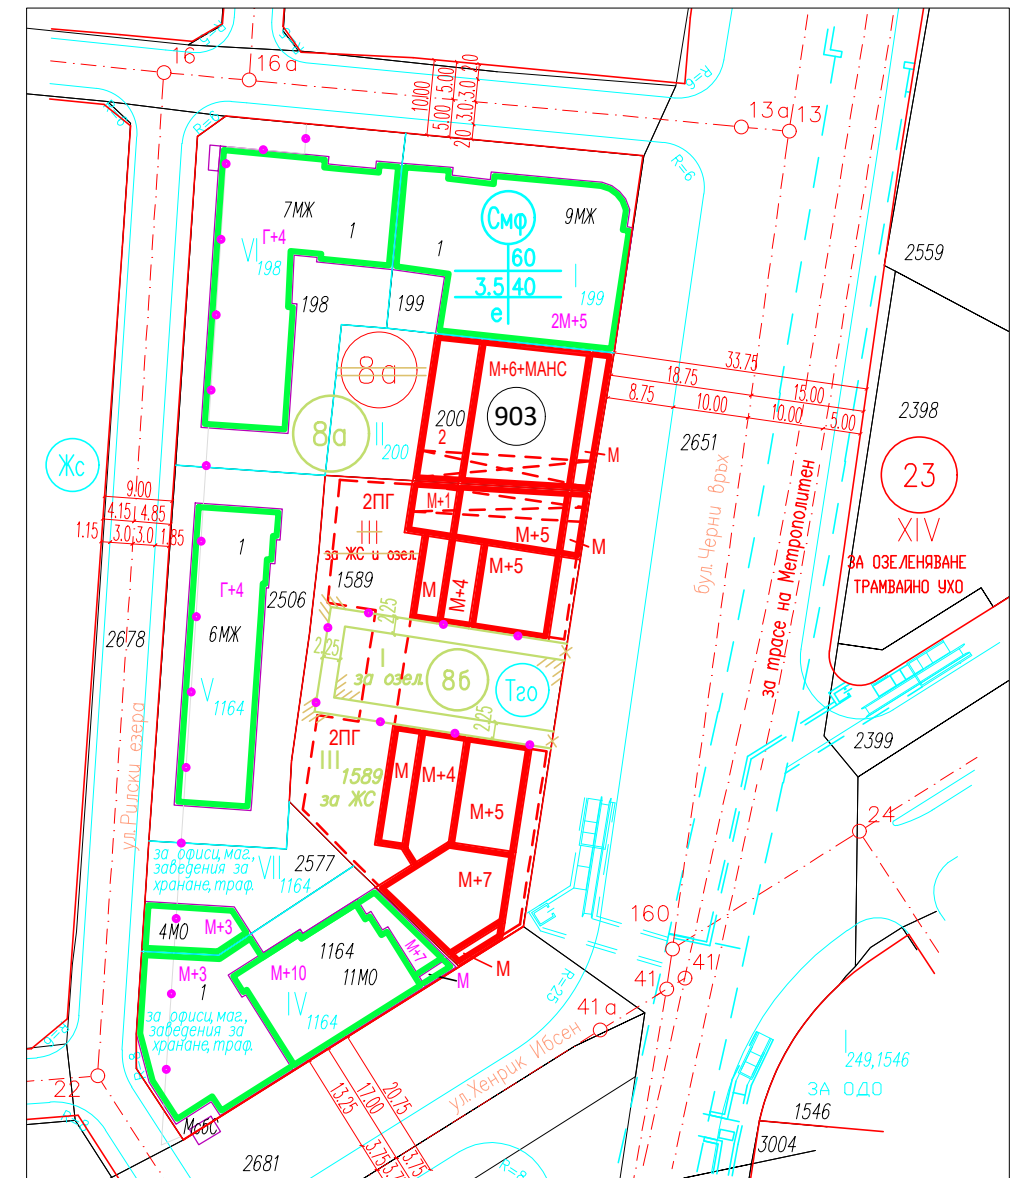 16
16а
13а
13
R=6
10.00
5.00 5.00
2.0 3.0 3.0 2.0
R=6
7МЖ
1
Г+4
VI
198
198
199
1
Смф
60
3.5 40
е
9МЖ
I
199
2М+5
2559
8а
8а
II
200
200
2
М+6+МАНС
903
М
33.75
18.75
15.00
8.75
10.00
10.00
5.00
2651
2398
23
XIV
ЗА ОЗЕЛЕНЯВАНЕ
ТРАМВАЙНО УХО
Жс
9.00
4.15 4.85
1.15 3.0 3.0 1.85
2ПГ
III
за ЖС и озел.
1589
М+1
М+5
М
М
М+4
М+5
бул. Черни връх
за трасе на Метрополитен
1
Г+4
6МЖ
2506
2678
V
1164
2.25
2.25
I
за озел.
8б
Тго
2.25
2ПГ
III
1589
за ЖС
М
М+4
М+5
М+7
2399
24
ул.Рилски езера
за офиси, маг.,
заведения за
хранане, траф.
VII
1164
2577
4МО
М+3
М+3
1
1164
М+10
11МО
М+7
М
М
IV
1164
за офиси, маг.,
заведения за
хранане, траф.
160
41
41
41а
R=25
ул.Хенрик Ибсен
22
13.25
17.00
20.75
3.75
3.75
2681
R=8
I
249,1546
ЗА ОДО
1546
3004